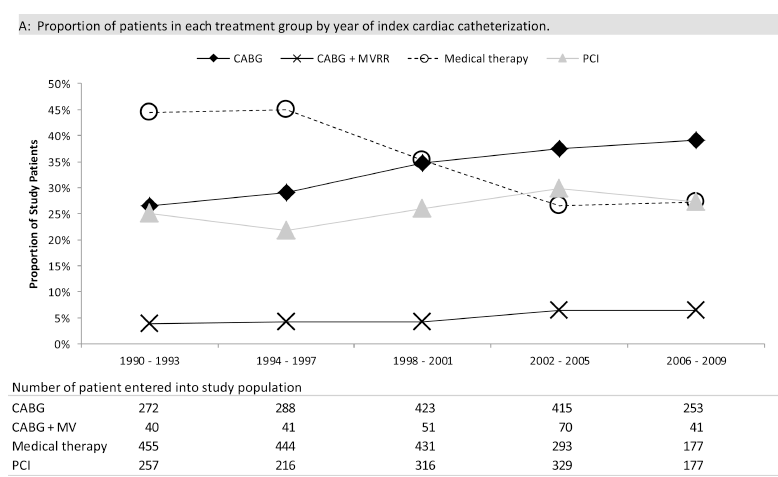 A: Proportion of patients in each treatment group by year of index cardiac catheterization.
CABG CABG + MVRR Medical therapy PCI
Proportion of Study Patients
50%
45%
40%
35%
30%
25%
20%
15%
10%
5%
0%
1990 - 1993 1994 - 1997 1998 - 2001 2002 - 2005 2006 - 2009
Number of patient entered into study population
CABG 272 288 423 415 253
CABG + MV 40 41 51 70 41
Medical therapy 455 444 431 293 177
PCI 257 216 316 329 177